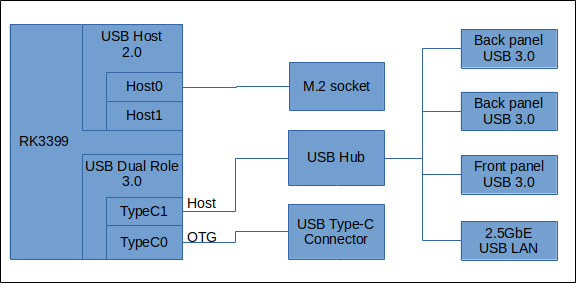 RK3399
USB Host
2.0
Host0
Host1
USB Dual Role
3.0
TypeC1
TypeC0
Host
OTG
M.2 socket
USB Hub
USB Type-C
Connector
Back panel
USB 3.0
Back panel
USB 3.0
Front panel
USB 3.0
2.5GbE
USB LAN